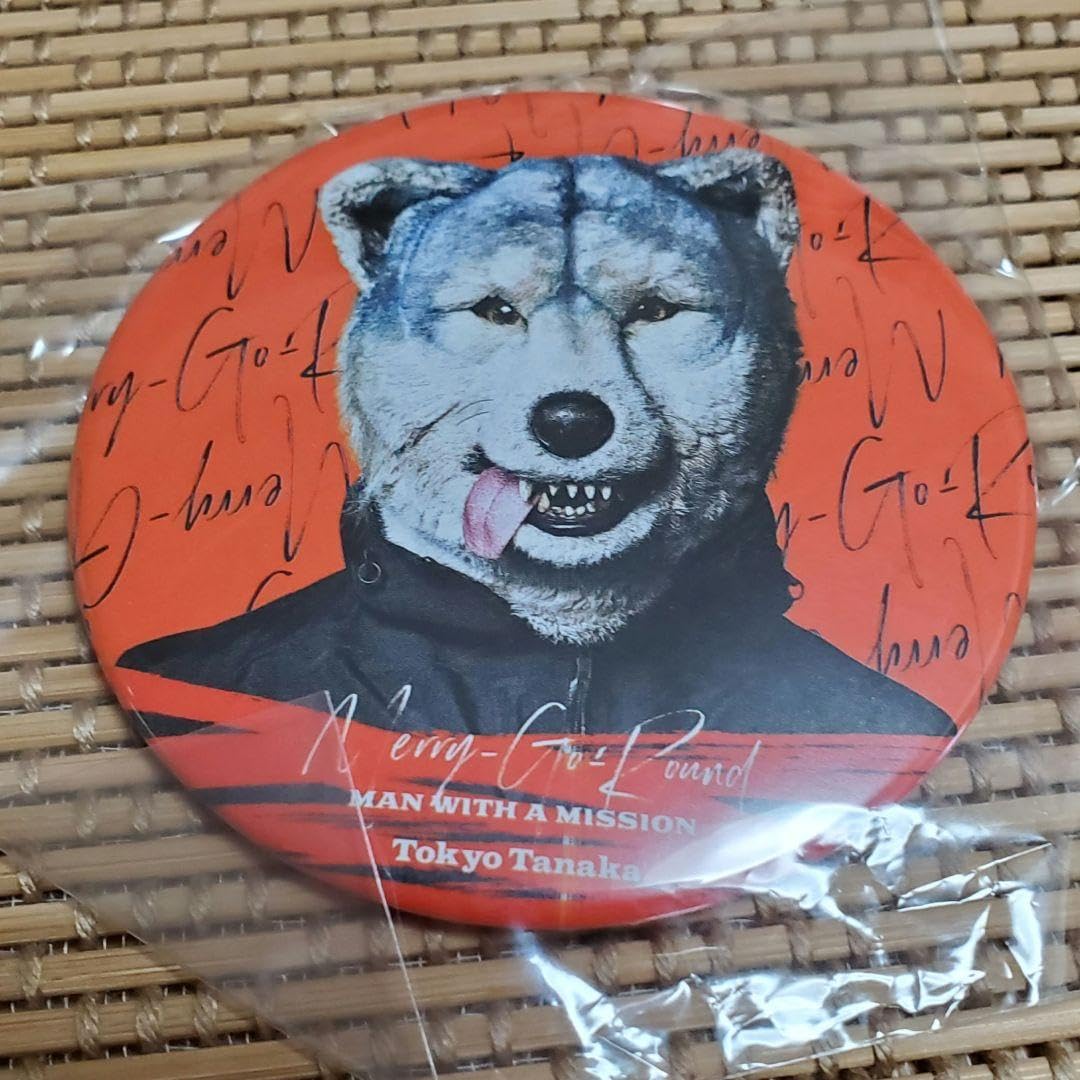 Merry-Go-Round
MAN WITH A MISSION
Tokyo Tanaka